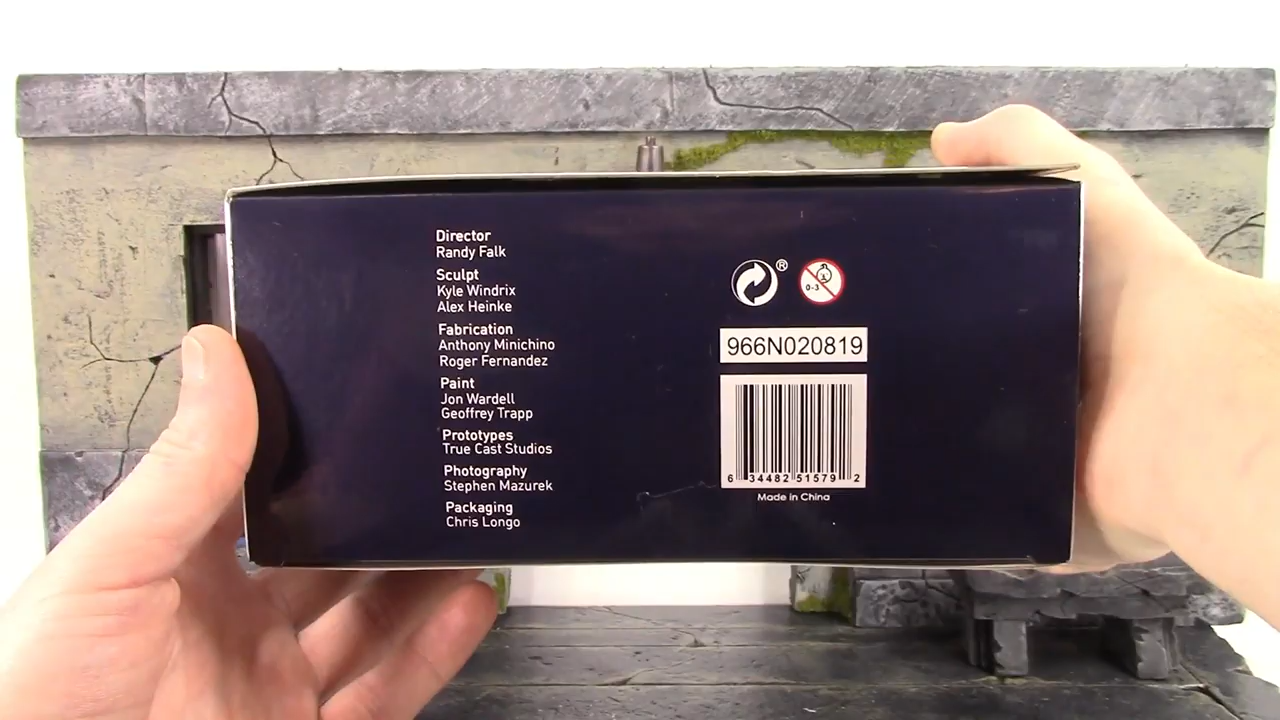 Director
Randy Falk
Sculpt
Kyle Windrix
Alex Heinke
Fabrication
Anthony Minichino
Roger Fernandez
Paint
Jon Wardell
Geoffrey Trapp
Prototypes
True Cast Studios
Photography
Stephen Mazurek
Packaging
Chris Longo
®
0-3
966N020819
6 34482 51579 2
Made in China